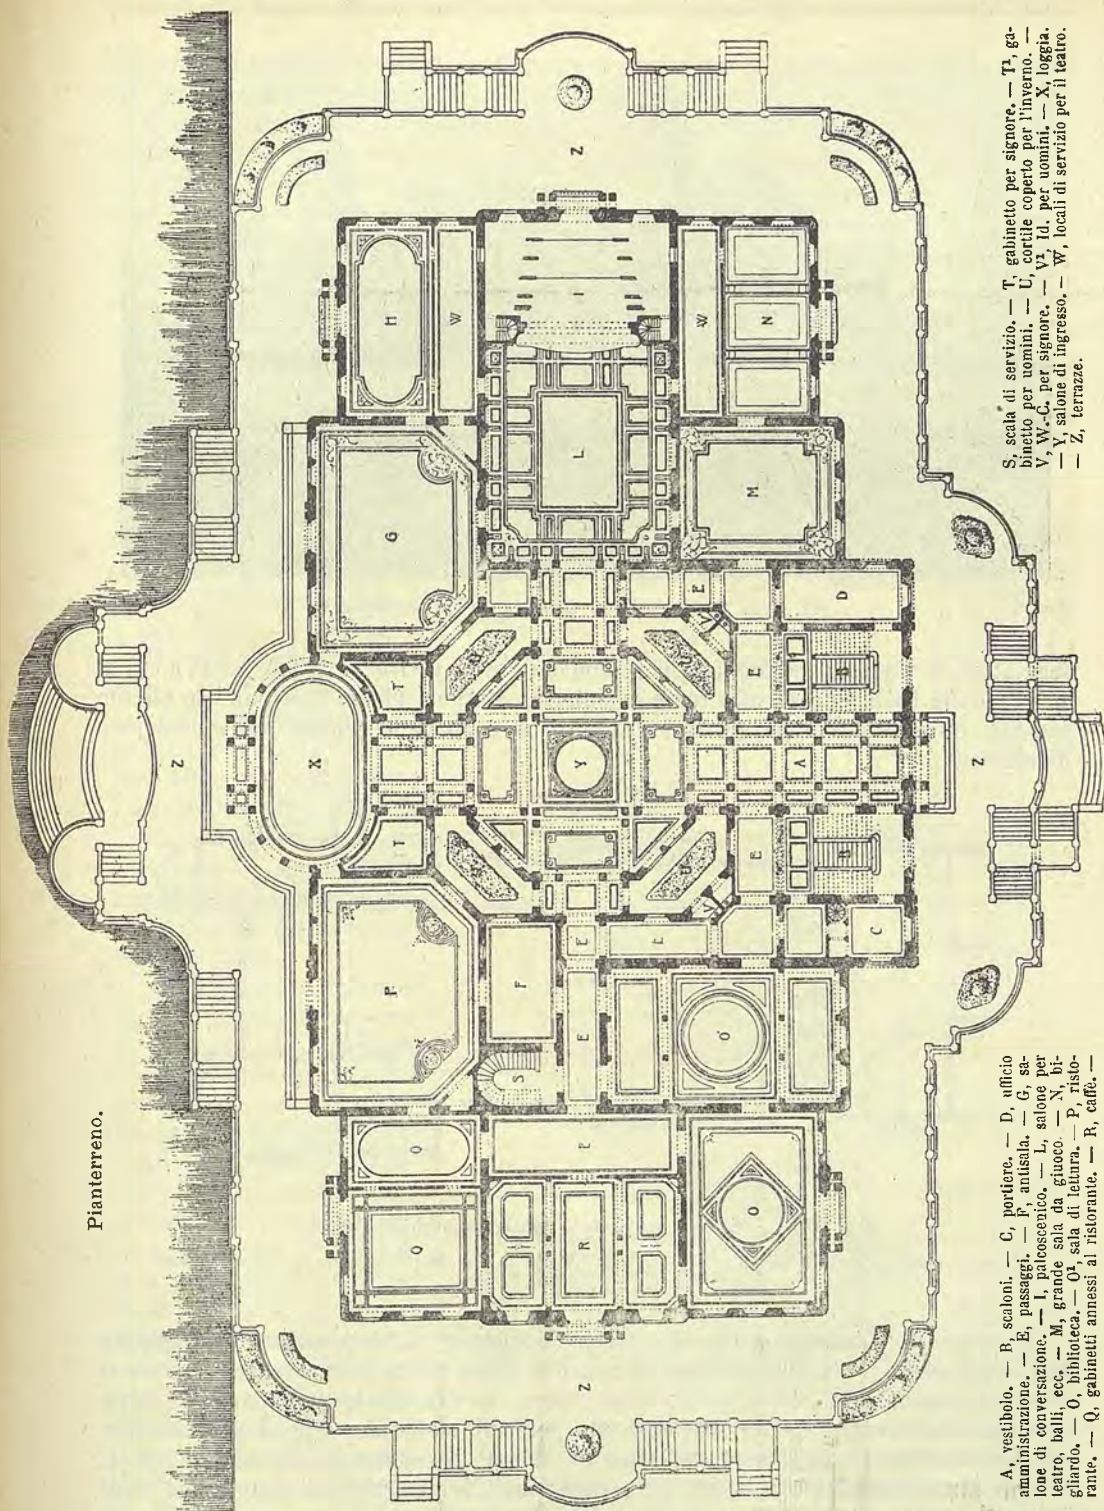 Pianterreno.
A, vestibolo. — B, scaloni. — C, portiere. — D, ufficio
amministrazione. — E, passaggi. — F, antisala. — G, sa-
lone di conversazione. — I, palcoscenico. — L, salone per
teatro, balli, ecc. — M, grande sala da giuoco. — N, bi-
gliardo. — O, biblioteca. — O¹, sala di lettura. — P, risto-
rante. — Q, gabinetti annessi al ristorante. — R, caffè. —
S, scala di servizio. — T, gabinetto per signore. — T¹, ga-
binetto per uomini. — U, cortile coperto per l'inverno. —
V, W.-C. per signore. — V¹, Id. per uomini. — X, loggia.
— Y, salone di ingresso. — W, locali di servizio per il teatro.
— Z, terrazze.
Z
Z
Z
Z
H
W
I
W
N
G
L
M
E
D
X
T
T
Y
A
E
B
E
B
P
F
E
E
C
S
E
O
Q
R
O